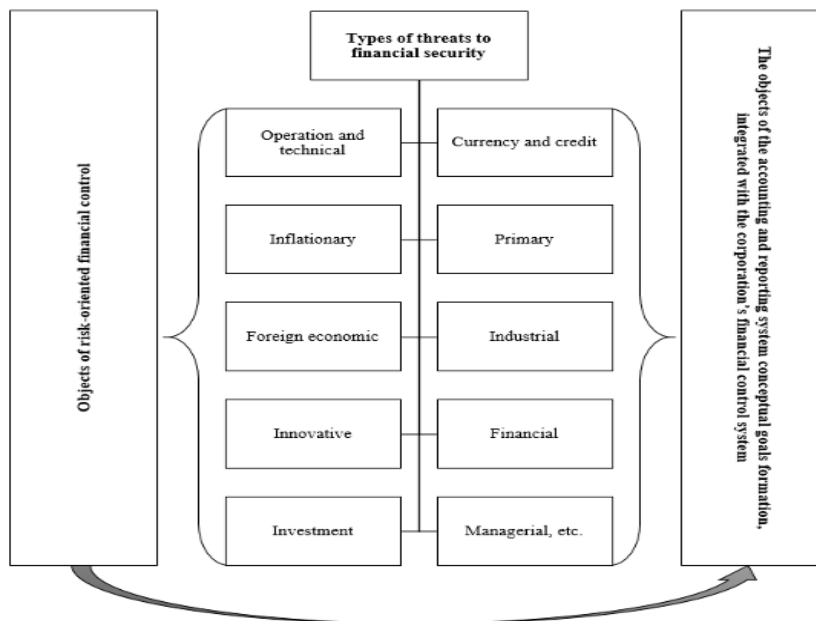 Types of threats to
financial security
Objects of risk-oriented financial control
Operation and
technical
Currency and credit
Inflationary
Primary
Foreign economic
Industrial
Innovative
Financial
Investment
Managerial, etc.
The objects of the accounting and reporting system conceptual goals formation,
integrated with the corporation's financial control system